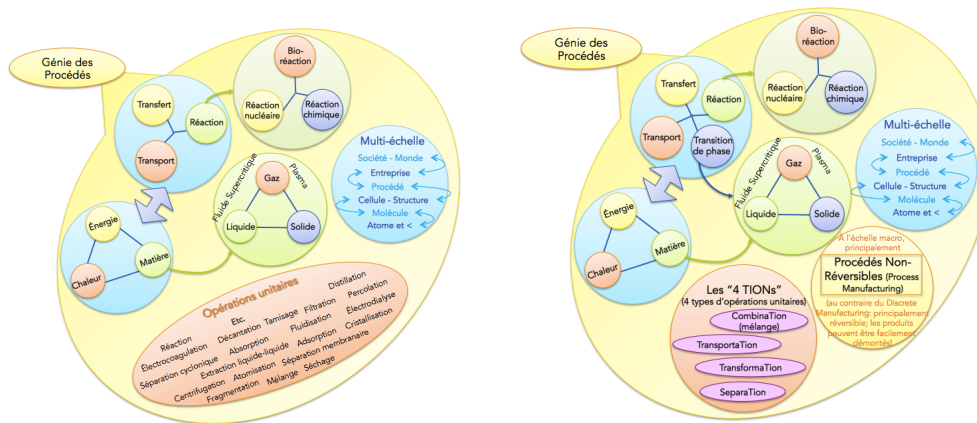 Génie des
Procédés
Transfert
Réaction
Transport
Bio-
réaction
Réaction
nucléaire
Réaction
chimique
Multi-échelle
Société - Monde
Entreprise
Procédé
Cellule - Structure
Molécule
Atome et <
Fluide Supercritique
Plasma
Gaz
Liquide
Solide
Énergie
Matière
Chaleur
Opérations unitaires
Distillation
Etc.
Réaction
Décantation
Tamisage
Filtration
Percolation
Électrocoagulation
Absorption
Fluidisation
Électrodialyse
Séparation cyclonique
Extraction liquide-liquide
Adsorption
Cristallisation
Centrifugation
Atomisation
Séparation membranaire
Fragmentation
Mélange
Séchage
Génie des
Procédés
Transfert
Réaction
Transport
Transition
de phase
Bio-
réaction
Réaction
nucléaire
Réaction
chimique
Multi-échelle
Société - Monde
Entreprise
Procédé
Cellule - Structure
Molécule
Atome et <
Fluide Supercritique
Plasma
Gaz
Liquide
Solide
Énergie
Matière
Chaleur
Les "4 TIONs"
(4 types d'opérations unitaires)
CombinaTion
(mélange)
TransportaTion
TransformaTion
SeparaTion
À l'échelle macro,
principalement
Procédés Non-
Réversibles (Process
Manufacturing)
(au contraire du Discrete
Manufacturing: principalement
réversible; les produits
peuvent être facilement
démontés)